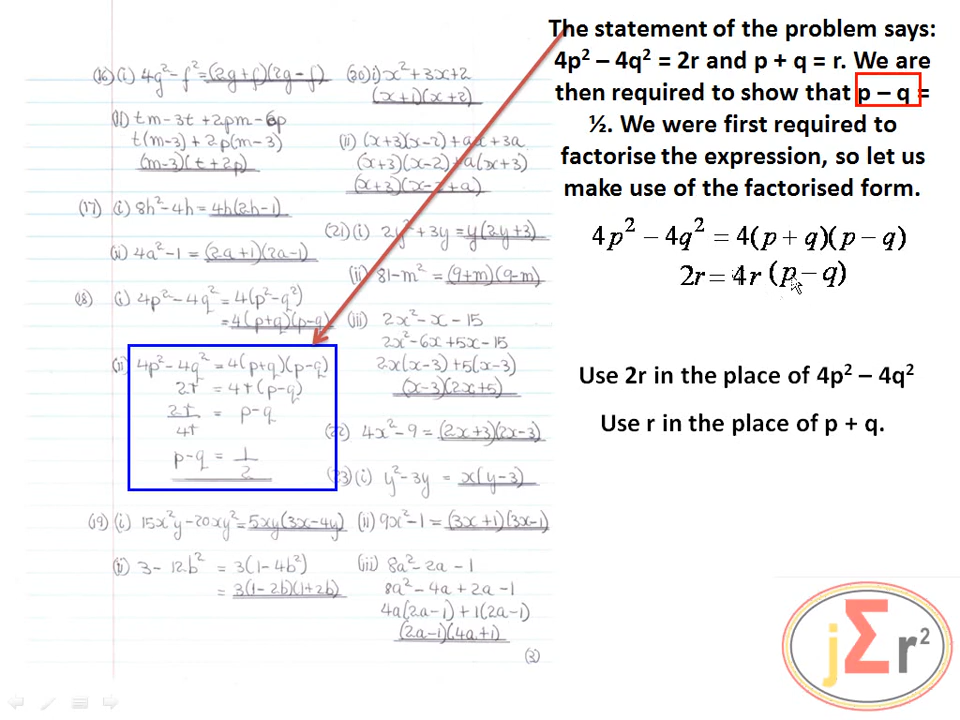 (16)(i) 4g²-f²=(2g+f)(2g-f)
(ii) tm-3t+2pm-6p
t(m-3)+2p(m-3)
(m-3)(t+2p)
(17) (i) 8h²-4h=4h(2h-1)
(ii) 4a²-1=(2a+1)(2a-1)
(18) (i) 4p²-4q²=4(p²-q²)
=4(p+q)(p-q)
(ii) 4p²-4q²=4(p+q)(p-q)
2r=4r(p-q)
2r/4r = p-q
p-q = 1/2
(19) (i) 15x²y-20xy²=5xy(3x-4y)
(ii) 3-12b² = 3(1-4b²)
= 3(1-2b)(1+2b)
(20)i) x²+3x+2
(x+1)(x+2)
(ii) (x+3)(x-2)+ax+3a
(x+3)(x-2)+a(x+3)
(x+3)(x-2+a)
(21)(i) 2y²+3y=y(2y+3)
(ii) 81-m²=(9+m)(9-m)
(iii) 2x²-x-15
2x²-6x+5x-15
2x(x-3)+5(x-3)
(x-3)(2x+5)
(22) 4x²-9=(2x+3)(2x-3)
(23)(i) y²-3y = x(y-3)
(ii) 9x²-1=(3x+1)(3x-1)
(iii) 8a²-2a-1
8a²-4a+2a-1
4a(2a-1)+1(2a-1)
(2a-1)(4a+1)
(3)
The statement of the problem says:
4p² – 4q² = 2r and p + q = r. We are
then required to show that p – q =
½. We were first required to
factorise the expression, so let us
make use of the factorised form.
4p² − 4q² = 4(p + q)(p − q)
2r = 4r (p − q)
Use 2r in the place of 4p² – 4q²
Use r in the place of p + q.
jΣr²